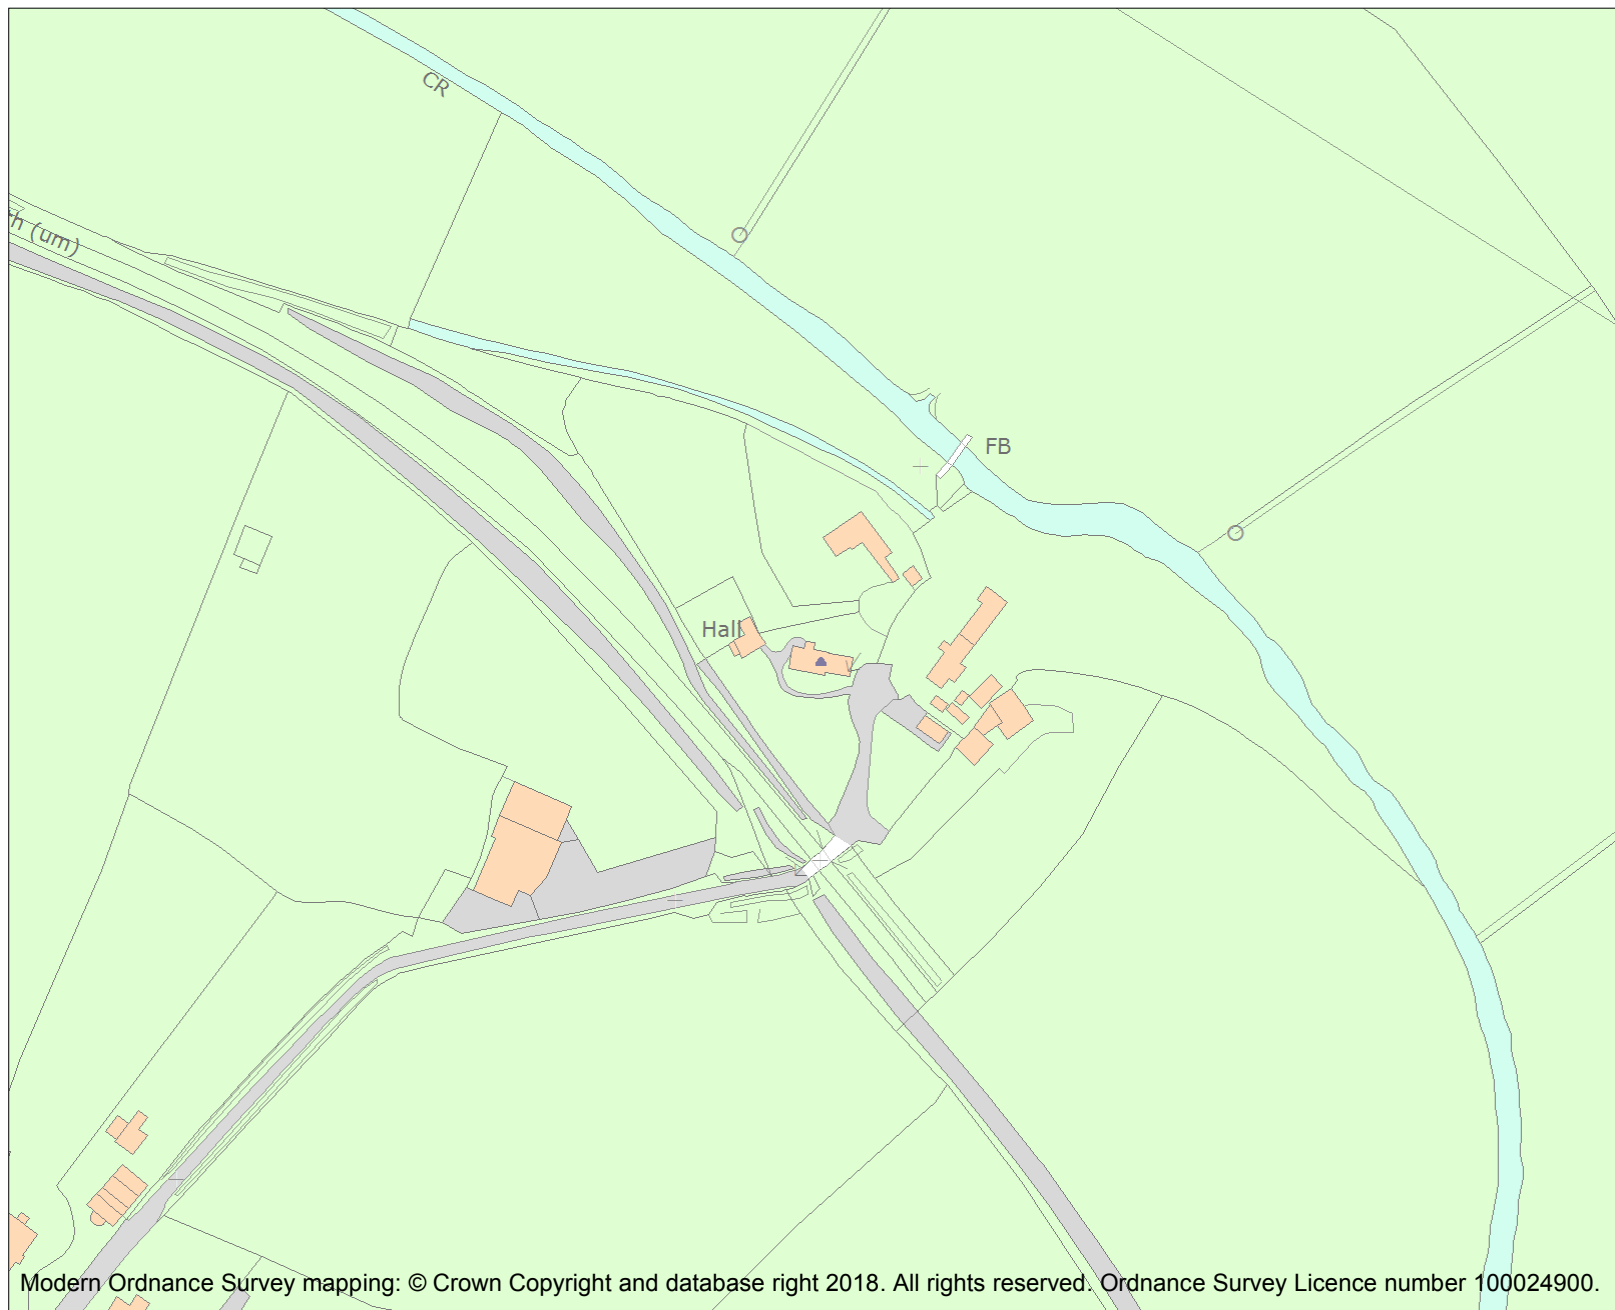 CR
th (um)
FB
Hall
Modern Ordnance Survey mapping: © Crown Copyright and database right 2018. All rights reserved. Ordnance Survey Licence number 100024900.